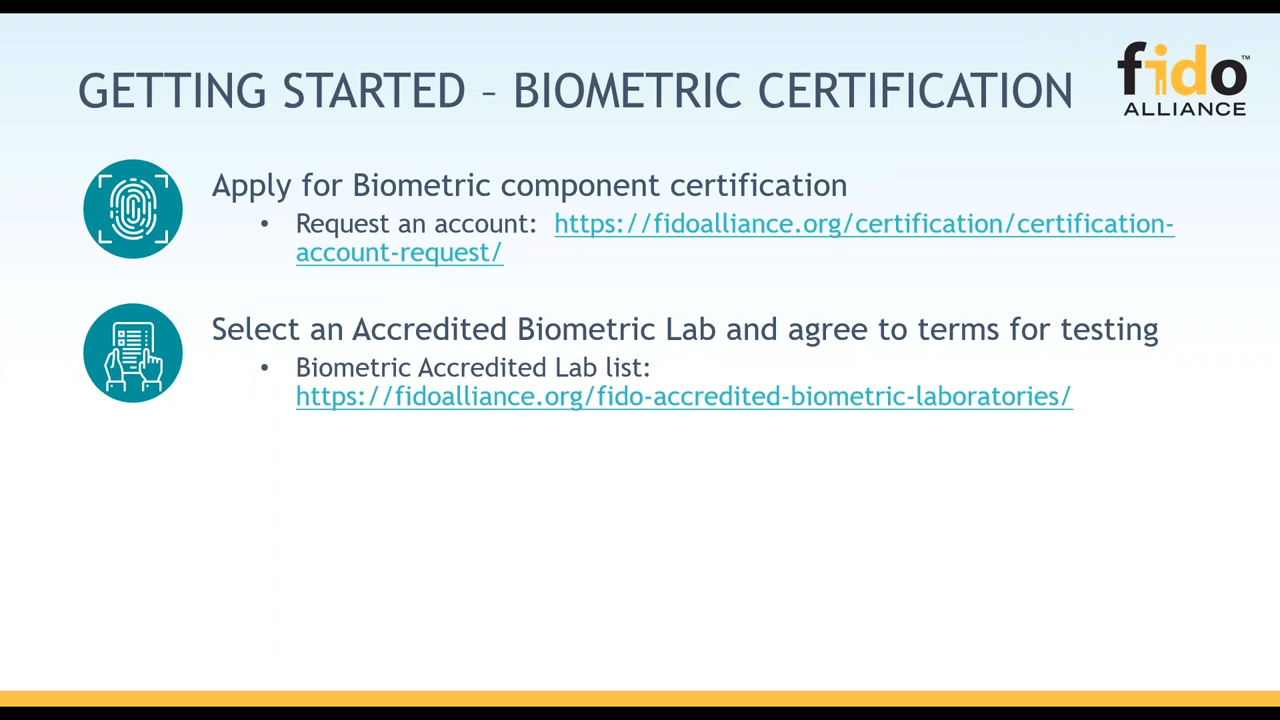 GETTING STARTED – BIOMETRIC CERTIFICATION
fido™
ALLIANCE
Apply for Biometric component certification
• Request an account: https://fidoalliance.org/certification/certification-
account-request/
Select an Accredited Biometric Lab and agree to terms for testing
• Biometric Accredited Lab list:
https://fidoalliance.org/fido-accredited-biometric-laboratories/